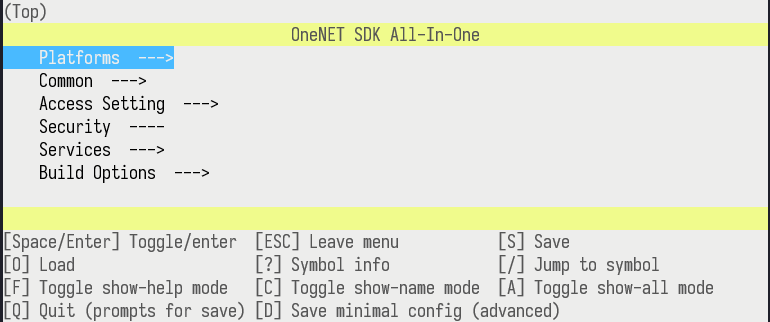 (Top)
OneNET SDK All-In-One
Platforms  --->
Common  --->
Access Setting  --->
Security  ----
Services  --->
Build Options  --->
[Space/Enter] Toggle/enter  [ESC] Leave menu           [S] Save
[O] Load                    [?] Symbol info            [/] Jump to symbol
[F] Toggle show-help mode   [C] Toggle show-name mode  [A] Toggle show-all mode
[Q] Quit (prompts for save) [D] Save minimal config (advanced)